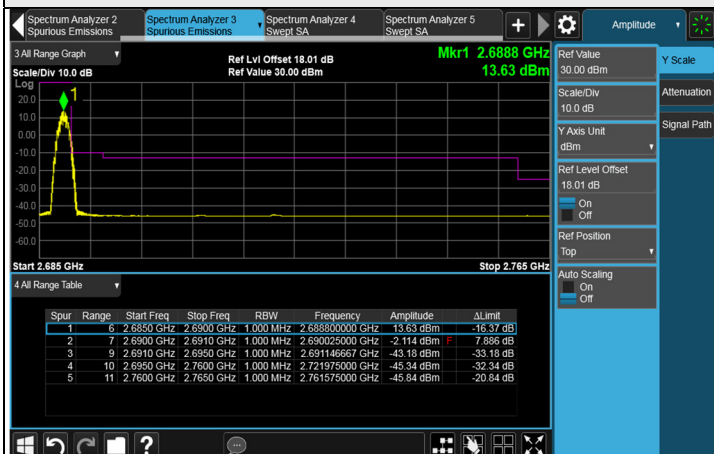 Spectrum Analyzer 2
Spurious Emissions
Spectrum Analyzer 3
Spurious Emissions
Spectrum Analyzer 4
Swept SA
Spectrum Analyzer 5
Swept SA
+
Amplitude
3 All Range Graph
Ref Lvl Offset 18.01 dB
Mkr1 2.6888 GHz
Scale/Div 10.0 dB
Ref Value 30.00 dBm
13.63 dBm
Log
1
20.0
10.0
0.00
-10.0
-20.0
-30.0
-40.0
-50.0
-60.0
Start 2.685 GHz
Stop 2.765 GHz
4 All Range Table
Spur Range Start Freq Stop Freq RBW Frequency Amplitude ΔLimit
1 6 2.6850 GHz 2.6900 GHz 1.000 MHz 2.688800000 GHz 13.63 dBm -16.37 dB
2 7 2.6900 GHz 2.6910 GHz 1.000 MHz 2.690025000 GHz -2.114 dBm F 7.886 dB
3 9 2.6910 GHz 2.6950 GHz 1.000 MHz 2.691146667 GHz -43.18 dBm -33.18 dB
4 10 2.6950 GHz 2.7600 GHz 1.000 MHz 2.721975000 GHz -45.34 dBm -32.34 dB
5 11 2.7600 GHz 2.7650 GHz 1.000 MHz 2.761575000 GHz -45.84 dBm -20.84 dB
Ref Value
30.00 dBm
Scale/Div
10.0 dB
Y Axis Unit
dBm
Ref Level Offset
18.01 dB
On
Off
Ref Position
Top
Auto Scaling
On
Off
Y Scale
Attenuation
Signal Path
?